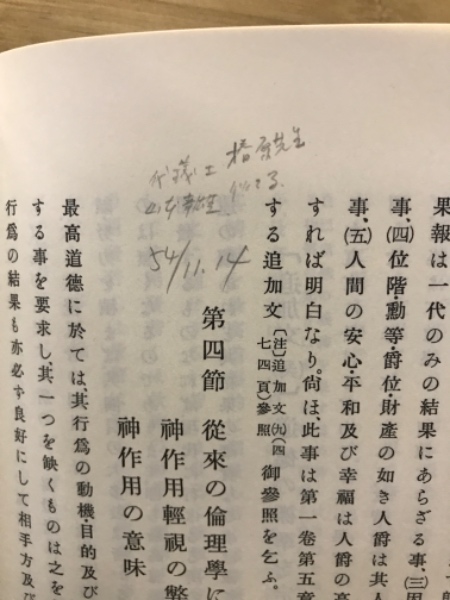 果報は一代のみの結果にあらざる事、㈢因
事、㈣位階・勳等・爵位・財産の如き人爵は其人
事、㈤人間の安心・平和及び幸福は人爵の高
すれば明白なり。尙ほ、此事は第一卷第五章
する追加文〔注〕追加文㈨(四七四頁)參照 御參照を乞ふ。
54/11.14
第四節 從來の倫理學に
神作用輕視の弊
神作用の意味
最高道德に於ては、其行爲の動機・目的及び
する事を要求し、其一つを缺くものは之を
行爲の結果も亦必ず良好にして相手方及び